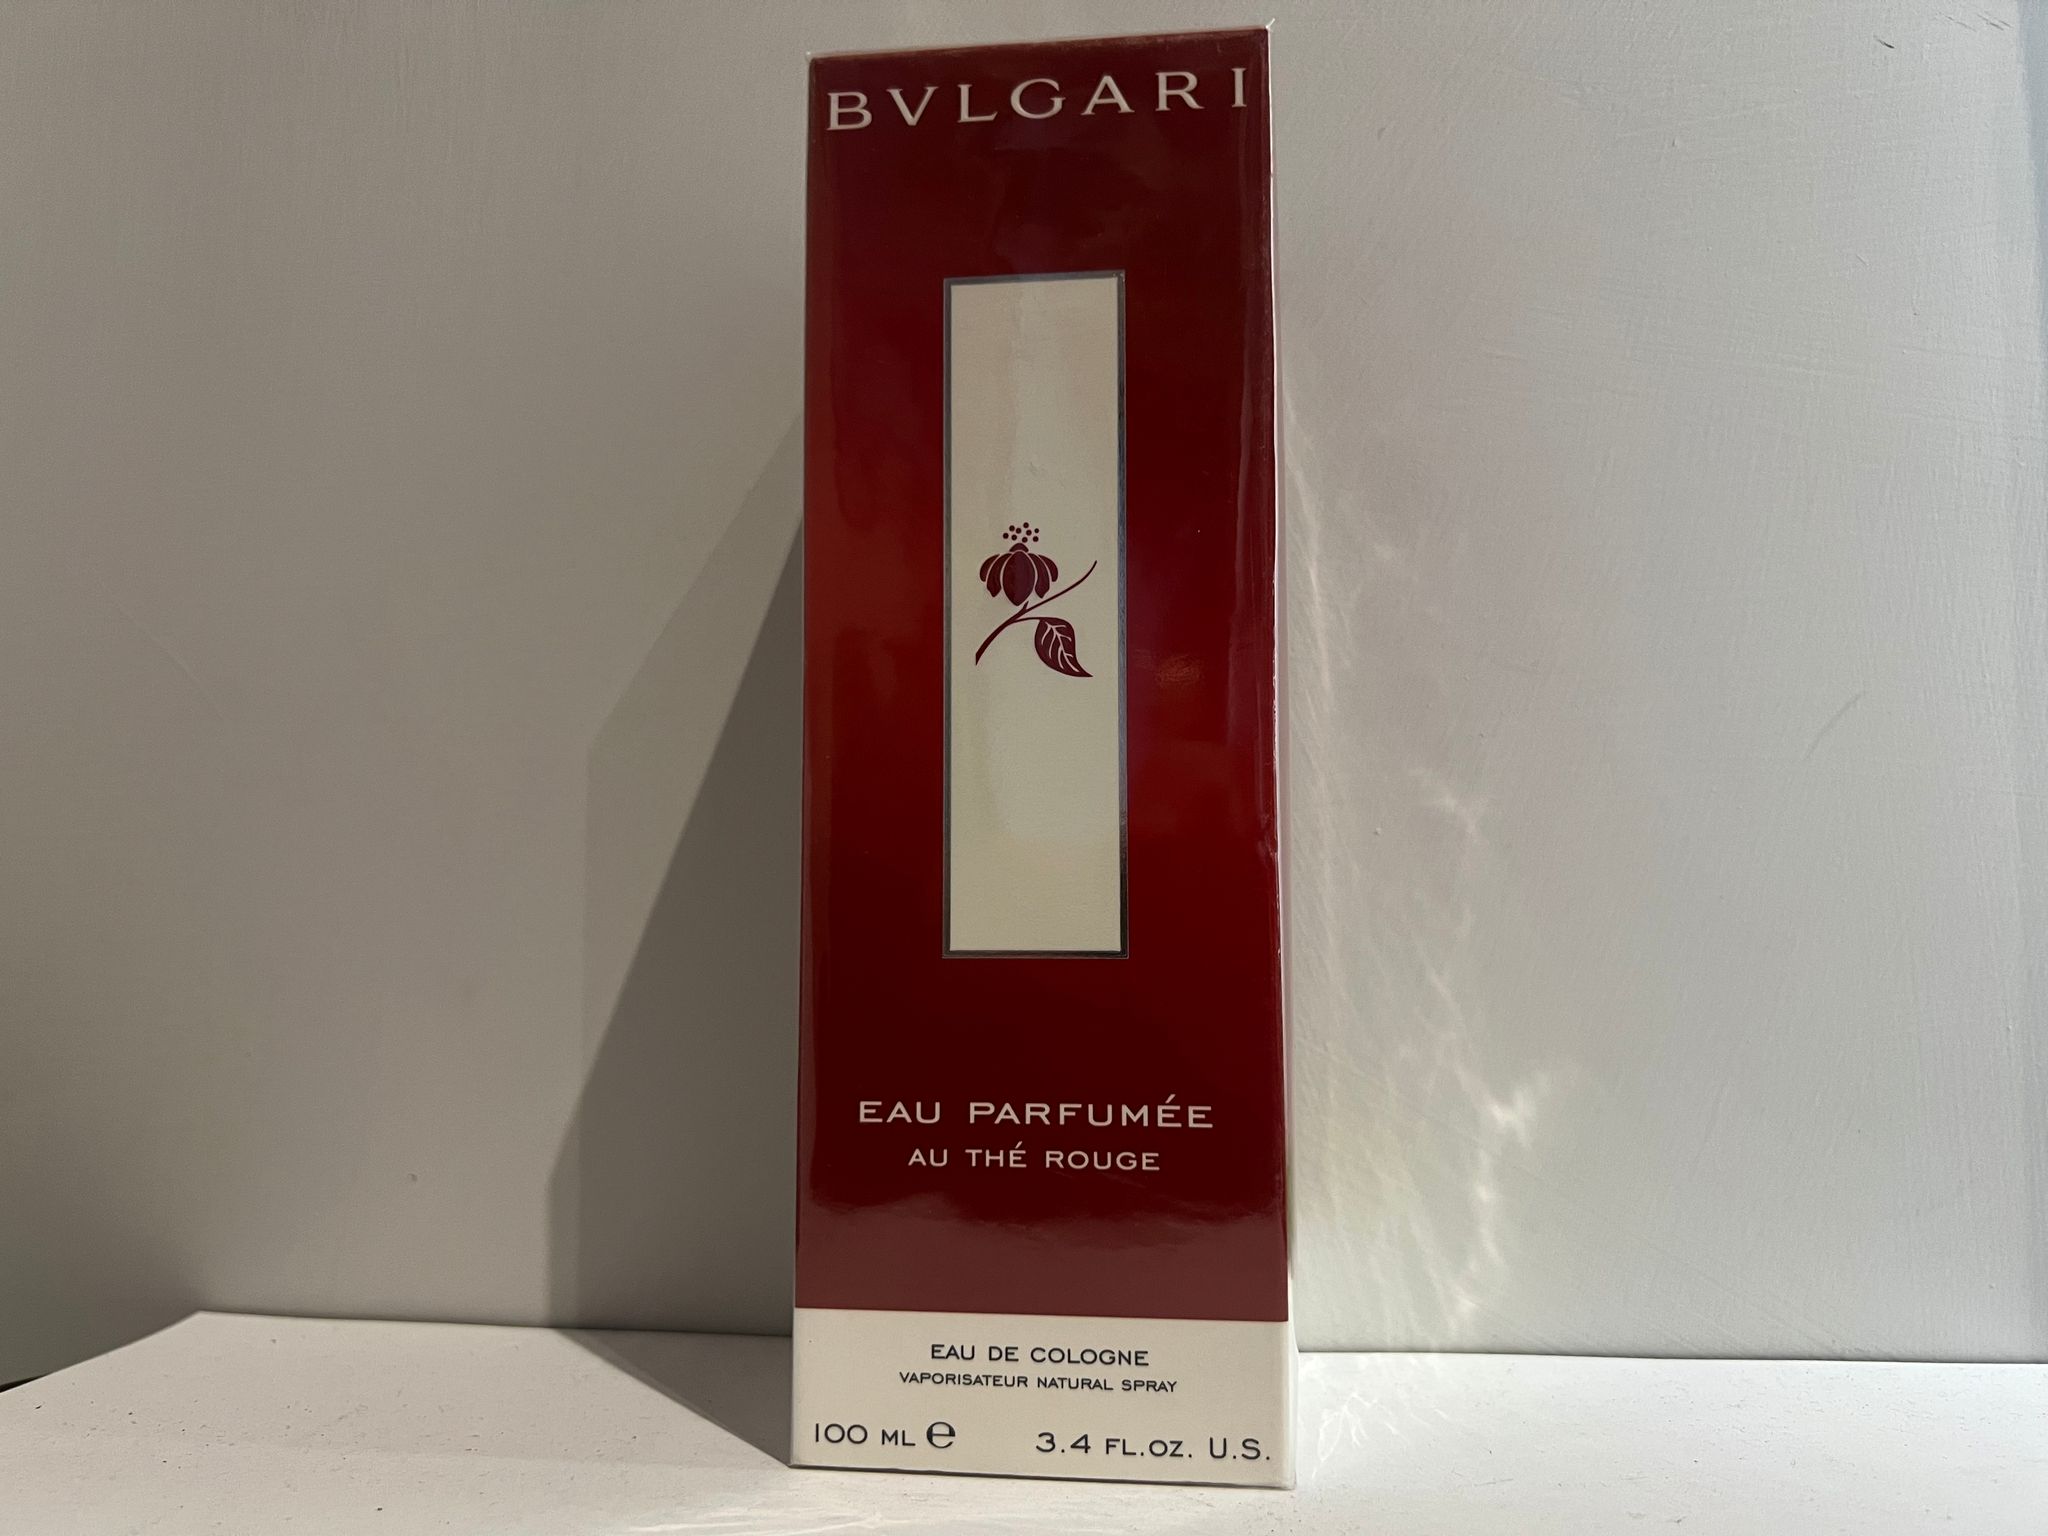 BVLGARI
EAU PARFUMÉE
AU THÉ ROUGE
EAU DE COLOGNE
VAPORISATEUR NATURAL SPRAY
100 ML ℮ 3.4 FL.OZ. U.S.